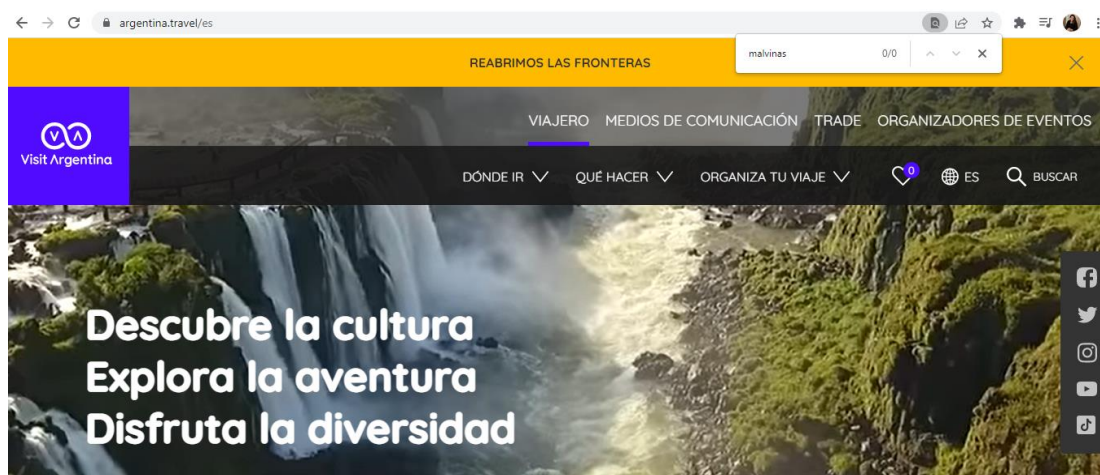 argentina.travel/es
malvinas 0/0
REABRIMOS LAS FRONTERAS
VIAJERO MEDIOS DE COMUNICACIÓN TRADE ORGANIZADORES DE EVENTOS
Visit Argentina
DÓNDE IR QUÉ HACER ORGANIZA TU VIAJE 0 ES BUSCAR
Descubre la cultura
Explora la aventura
Disfruta la diversidad